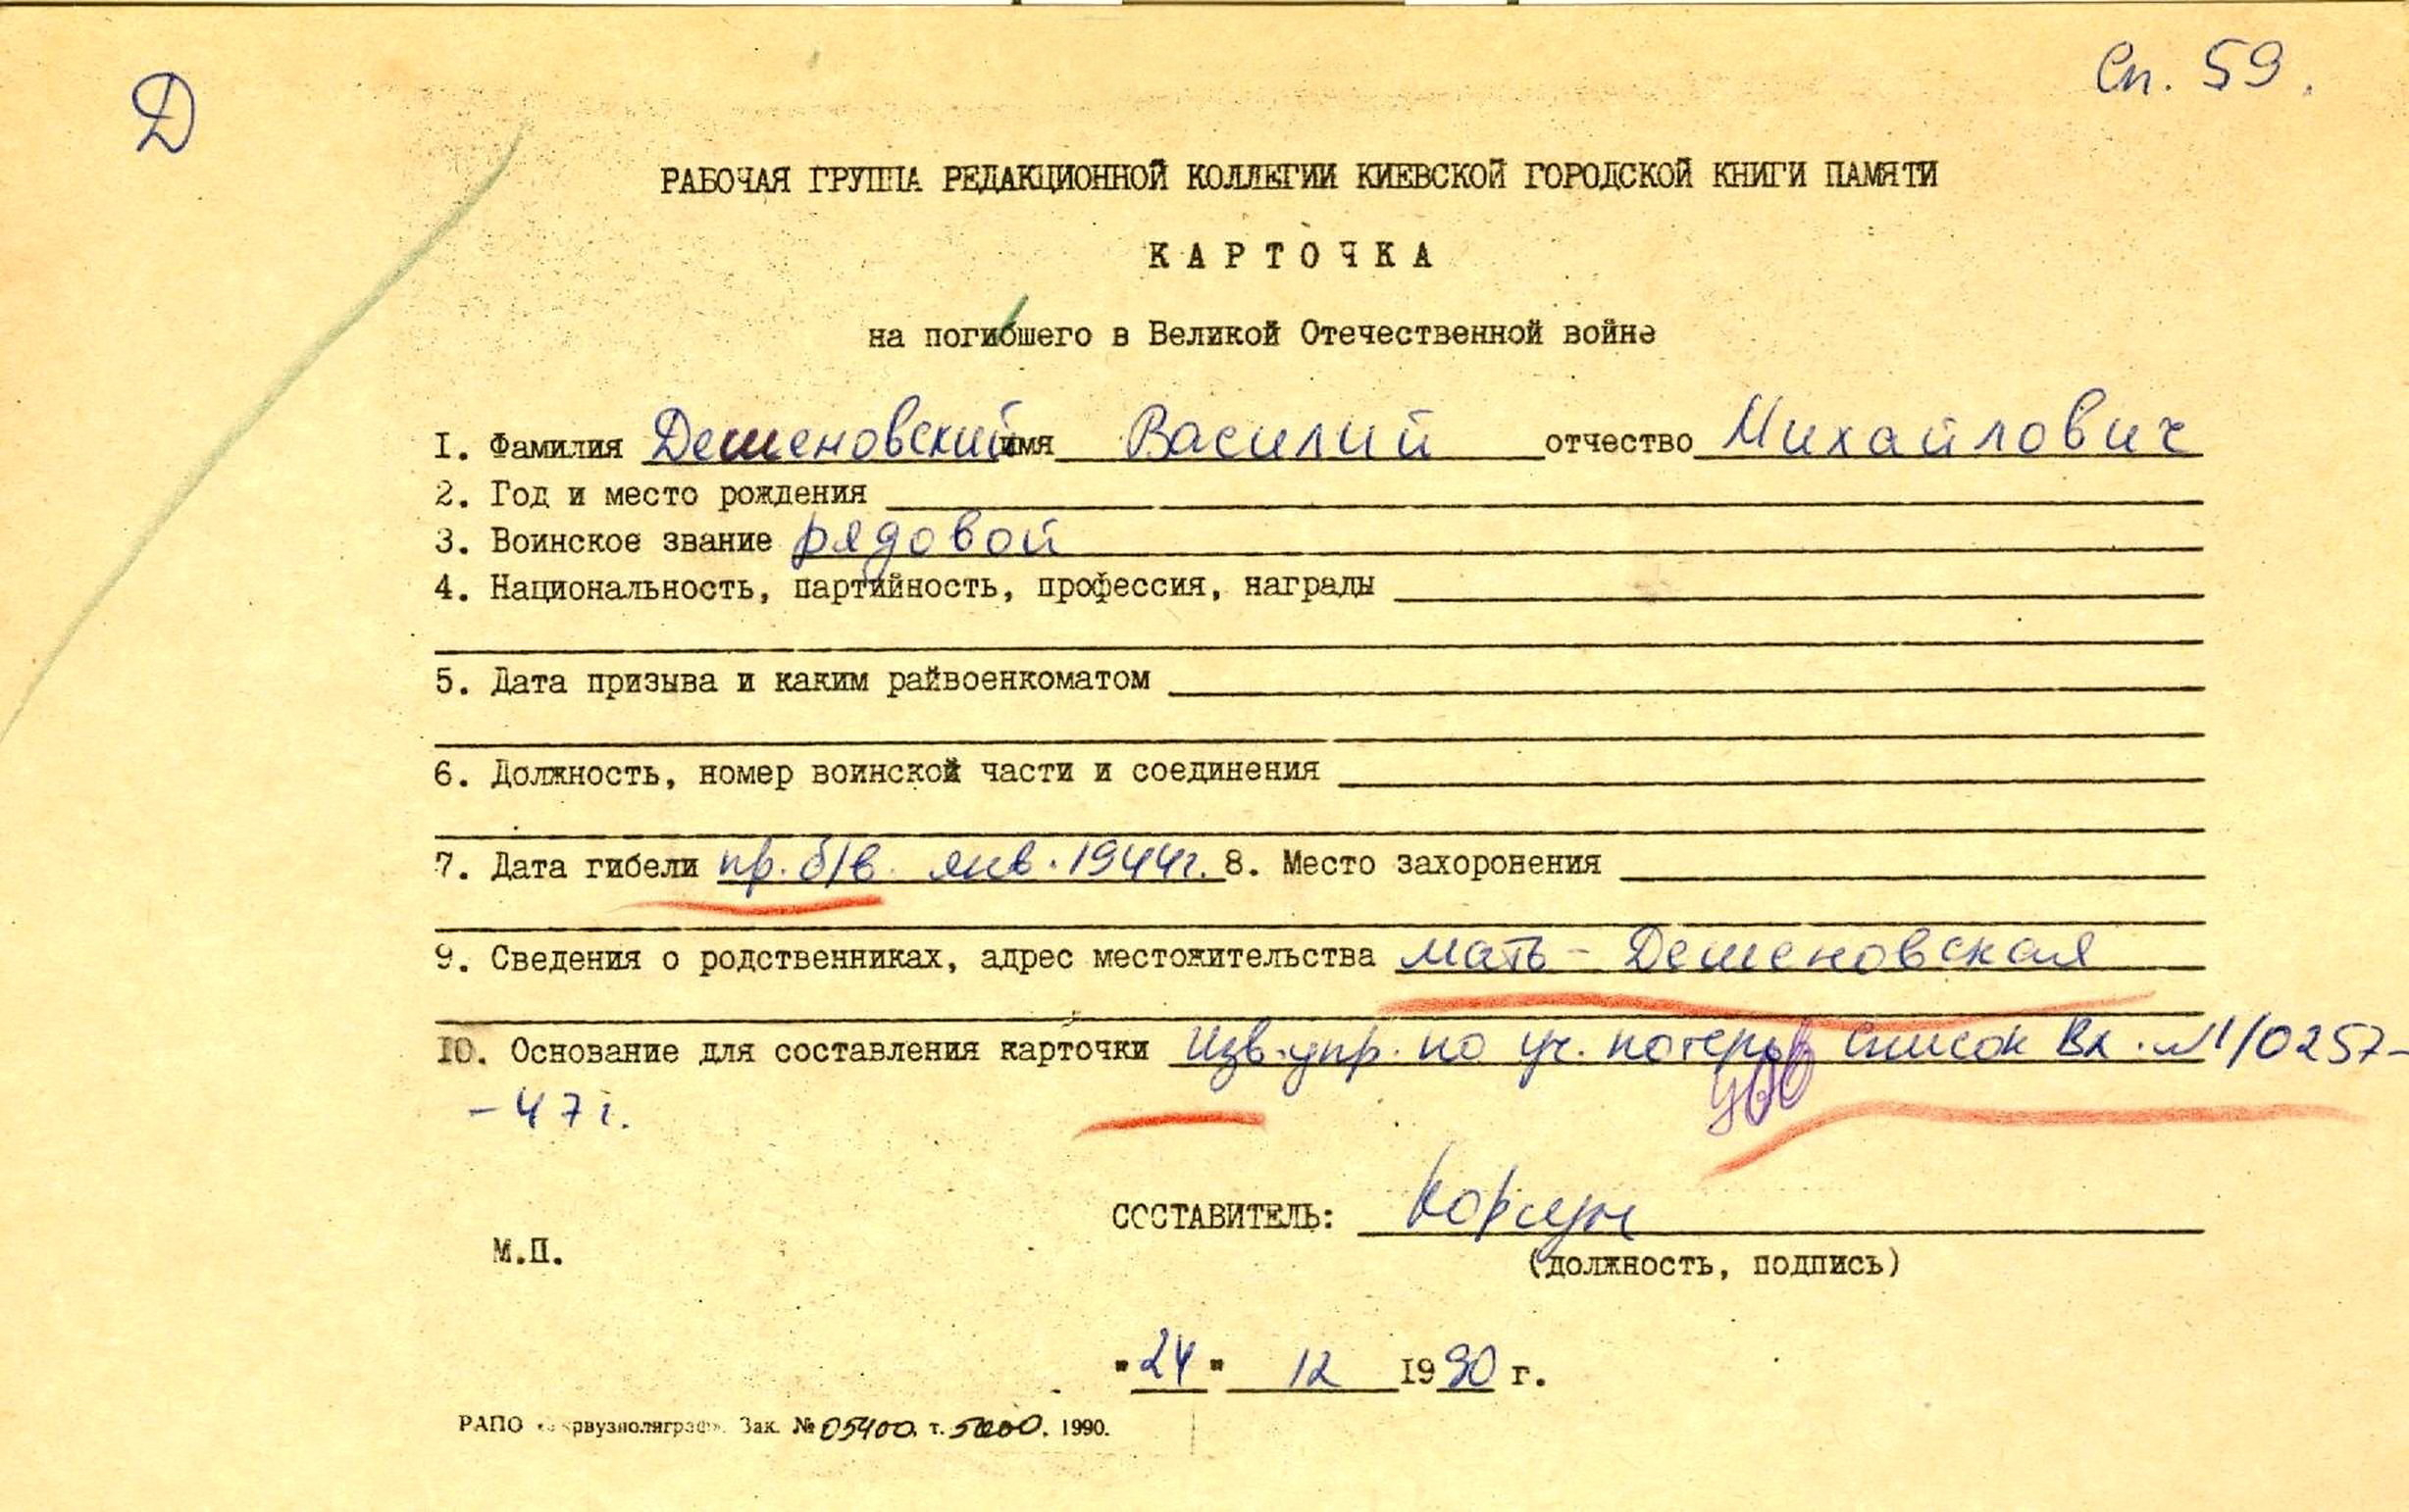 Д
Сп. 59.
РАБОЧАЯ ГРУППА РЕДАКЦИОННОЙ КОЛЛЕГИИ КИЕВСКОЙ ГОРОДСКОЙ КНИГИ ПАМЯТИ
КАРТОЧКА
на погибшего в Великой Отечественной войне
I. Фамилия Дешеновский имя Василий отчество Михайлович
2. Год и место рождения
3. Воинское звание рядовой
4. Национальность, партийность, профессия, награды
5. Дата призыва и каким райвоенкоматом
6. Должность, номер воинской части и соединения
7. Дата гибели пр. б/в. янв. 1944г. 8. Место захоронения
9. Сведения о родственниках, адрес местожительства мать - Дешеновская
IO. Основание для составления карточки Изв. упр. по уч. потерь Список Вх. №1/0257-
-47г.
СОСТАВИТЕЛЬ: Корсун
М.П.
(должность, подпись)
"24" 12 1990 г.
РАПО Зак. № 05400. т. 5000. 1990.